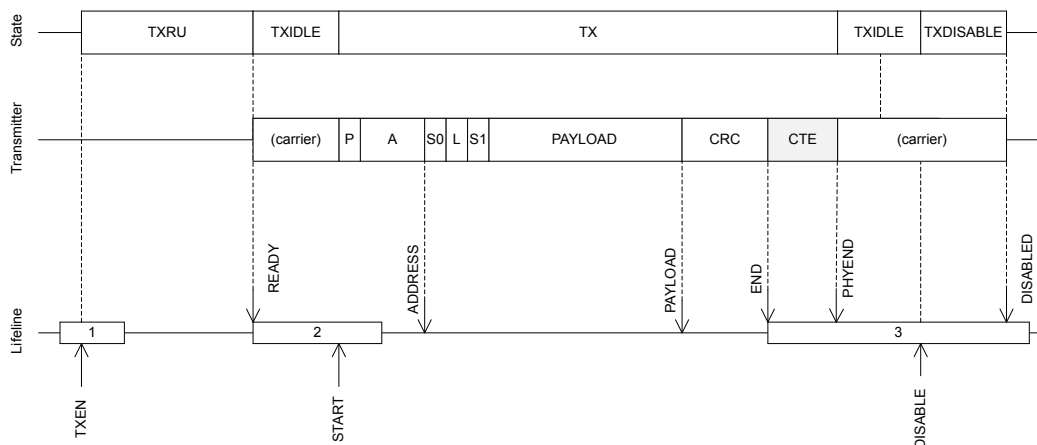 State
TXRU
TXIDLE
TX
TXIDLE
TXDISABLE
Transmitter
(carrier)
P
A
S0
L
S1
PAYLOAD
CRC
CTE
(carrier)
READY
ADDRESS
PAYLOAD
END
PHYEND
DISABLED
Lifeline
1
2
3
TXEN
START
DISABLE